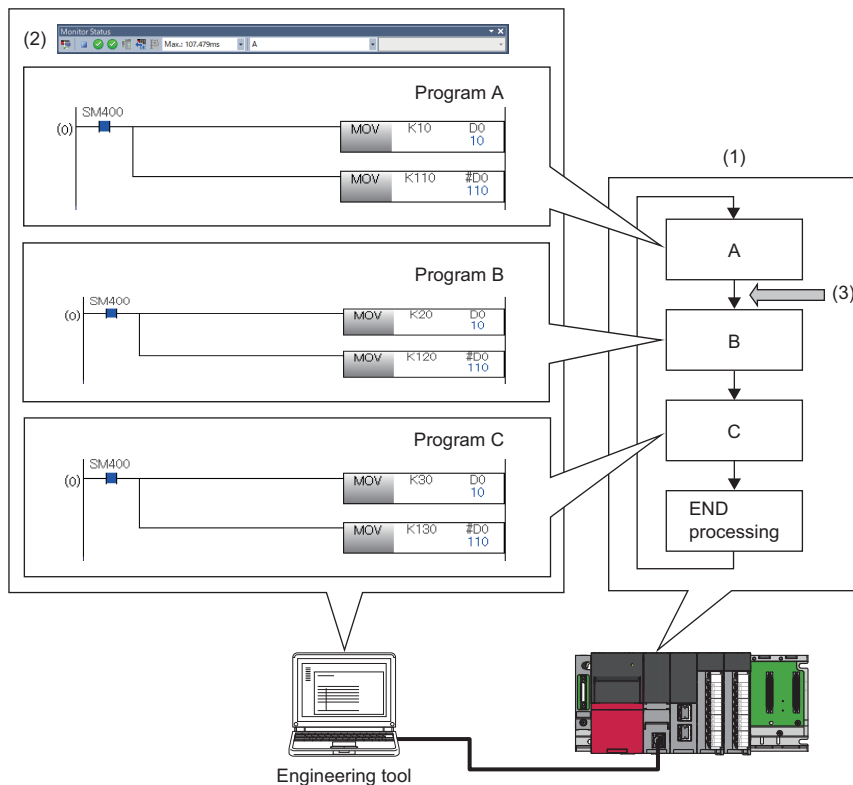 (2)
Monitor Status
Max.: 107.479ms
A
Program A
SM400
(0)
MOV K10 D0
10
MOV K110 #D0
110
Program B
SM400
(0)
MOV K20 D0
10
MOV K120 #D0
110
Program C
SM400
(0)
MOV K30 D0
10
MOV K130 #D0
110
(1)
A
(3)
B
C
END
processing
Engineering tool